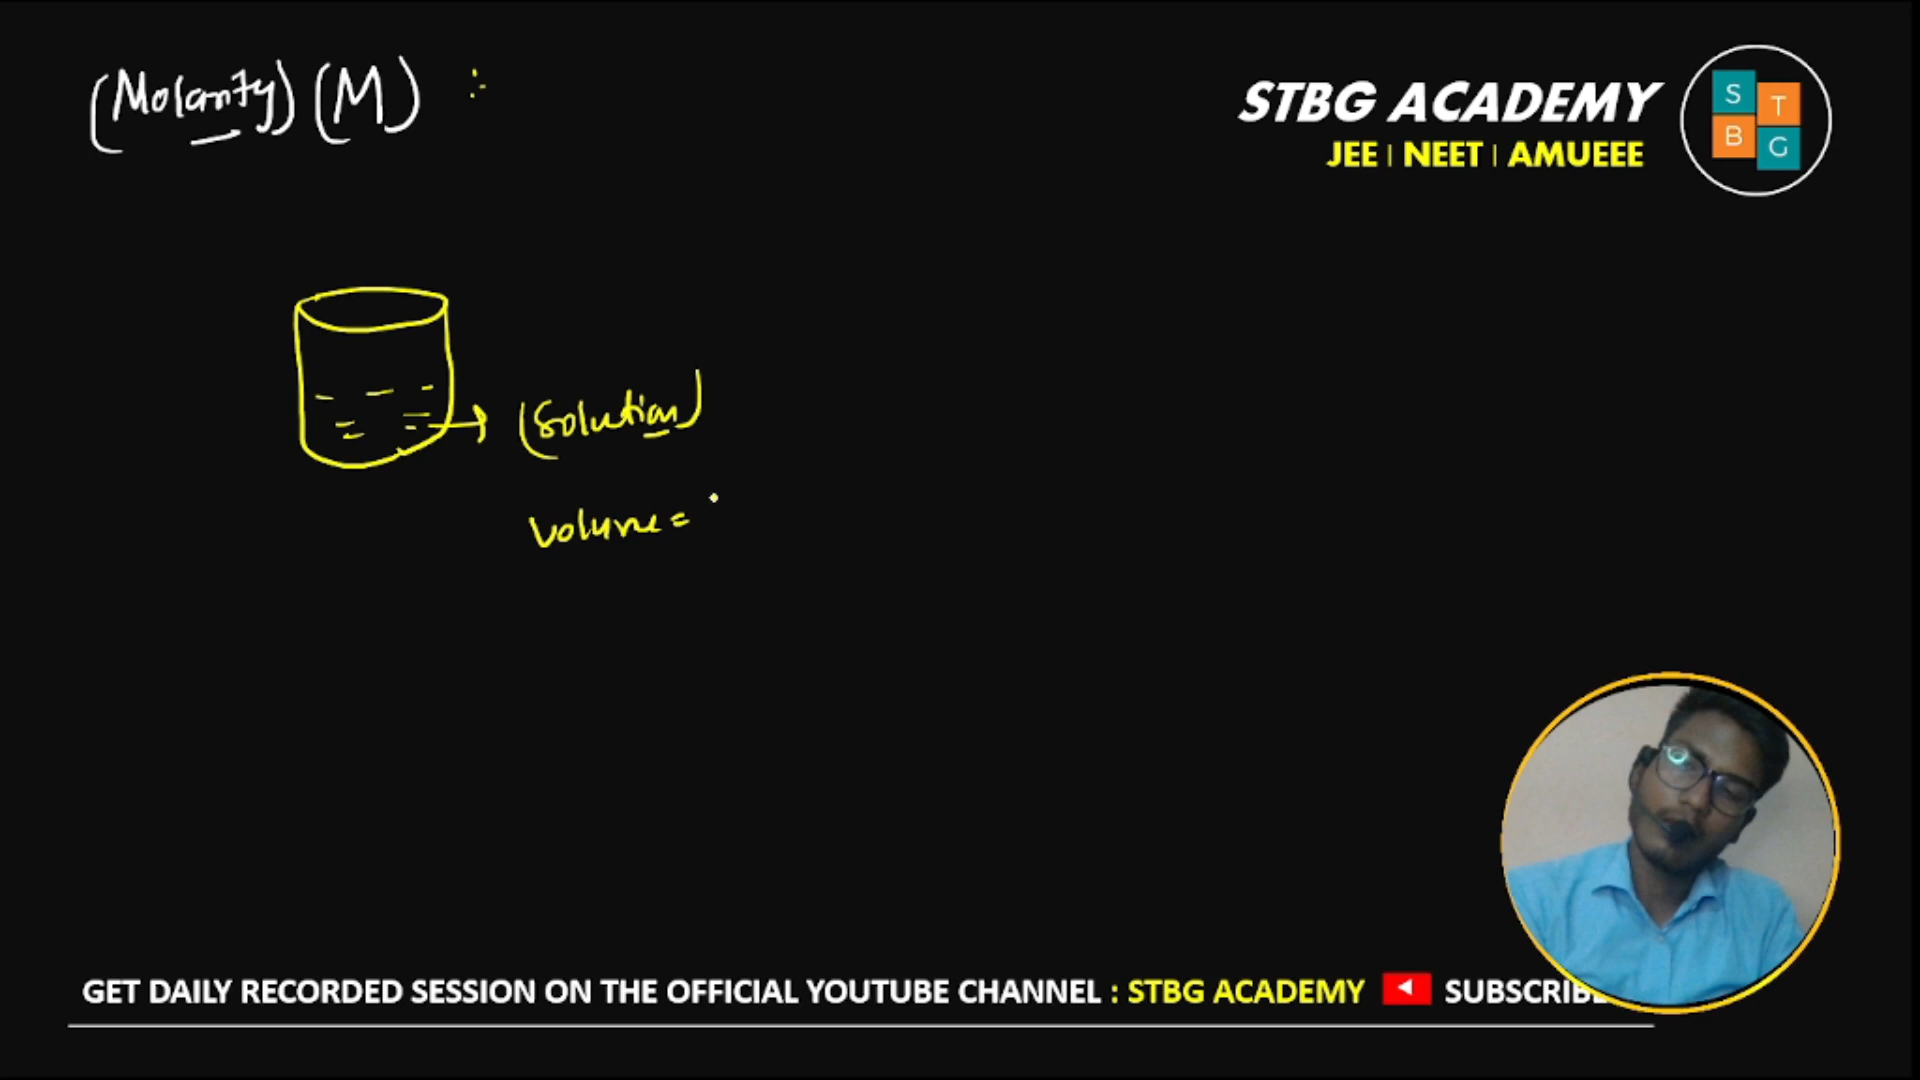 (Molarity) (M) :-
STBG ACADEMY
JEE | NEET | AMUEEE
S T B G
(Solution)
Volume =
GET DAILY RECORDED SESSION ON THE OFFICIAL YOUTUBE CHANNEL : STBG ACADEMY SUBSCRIBE